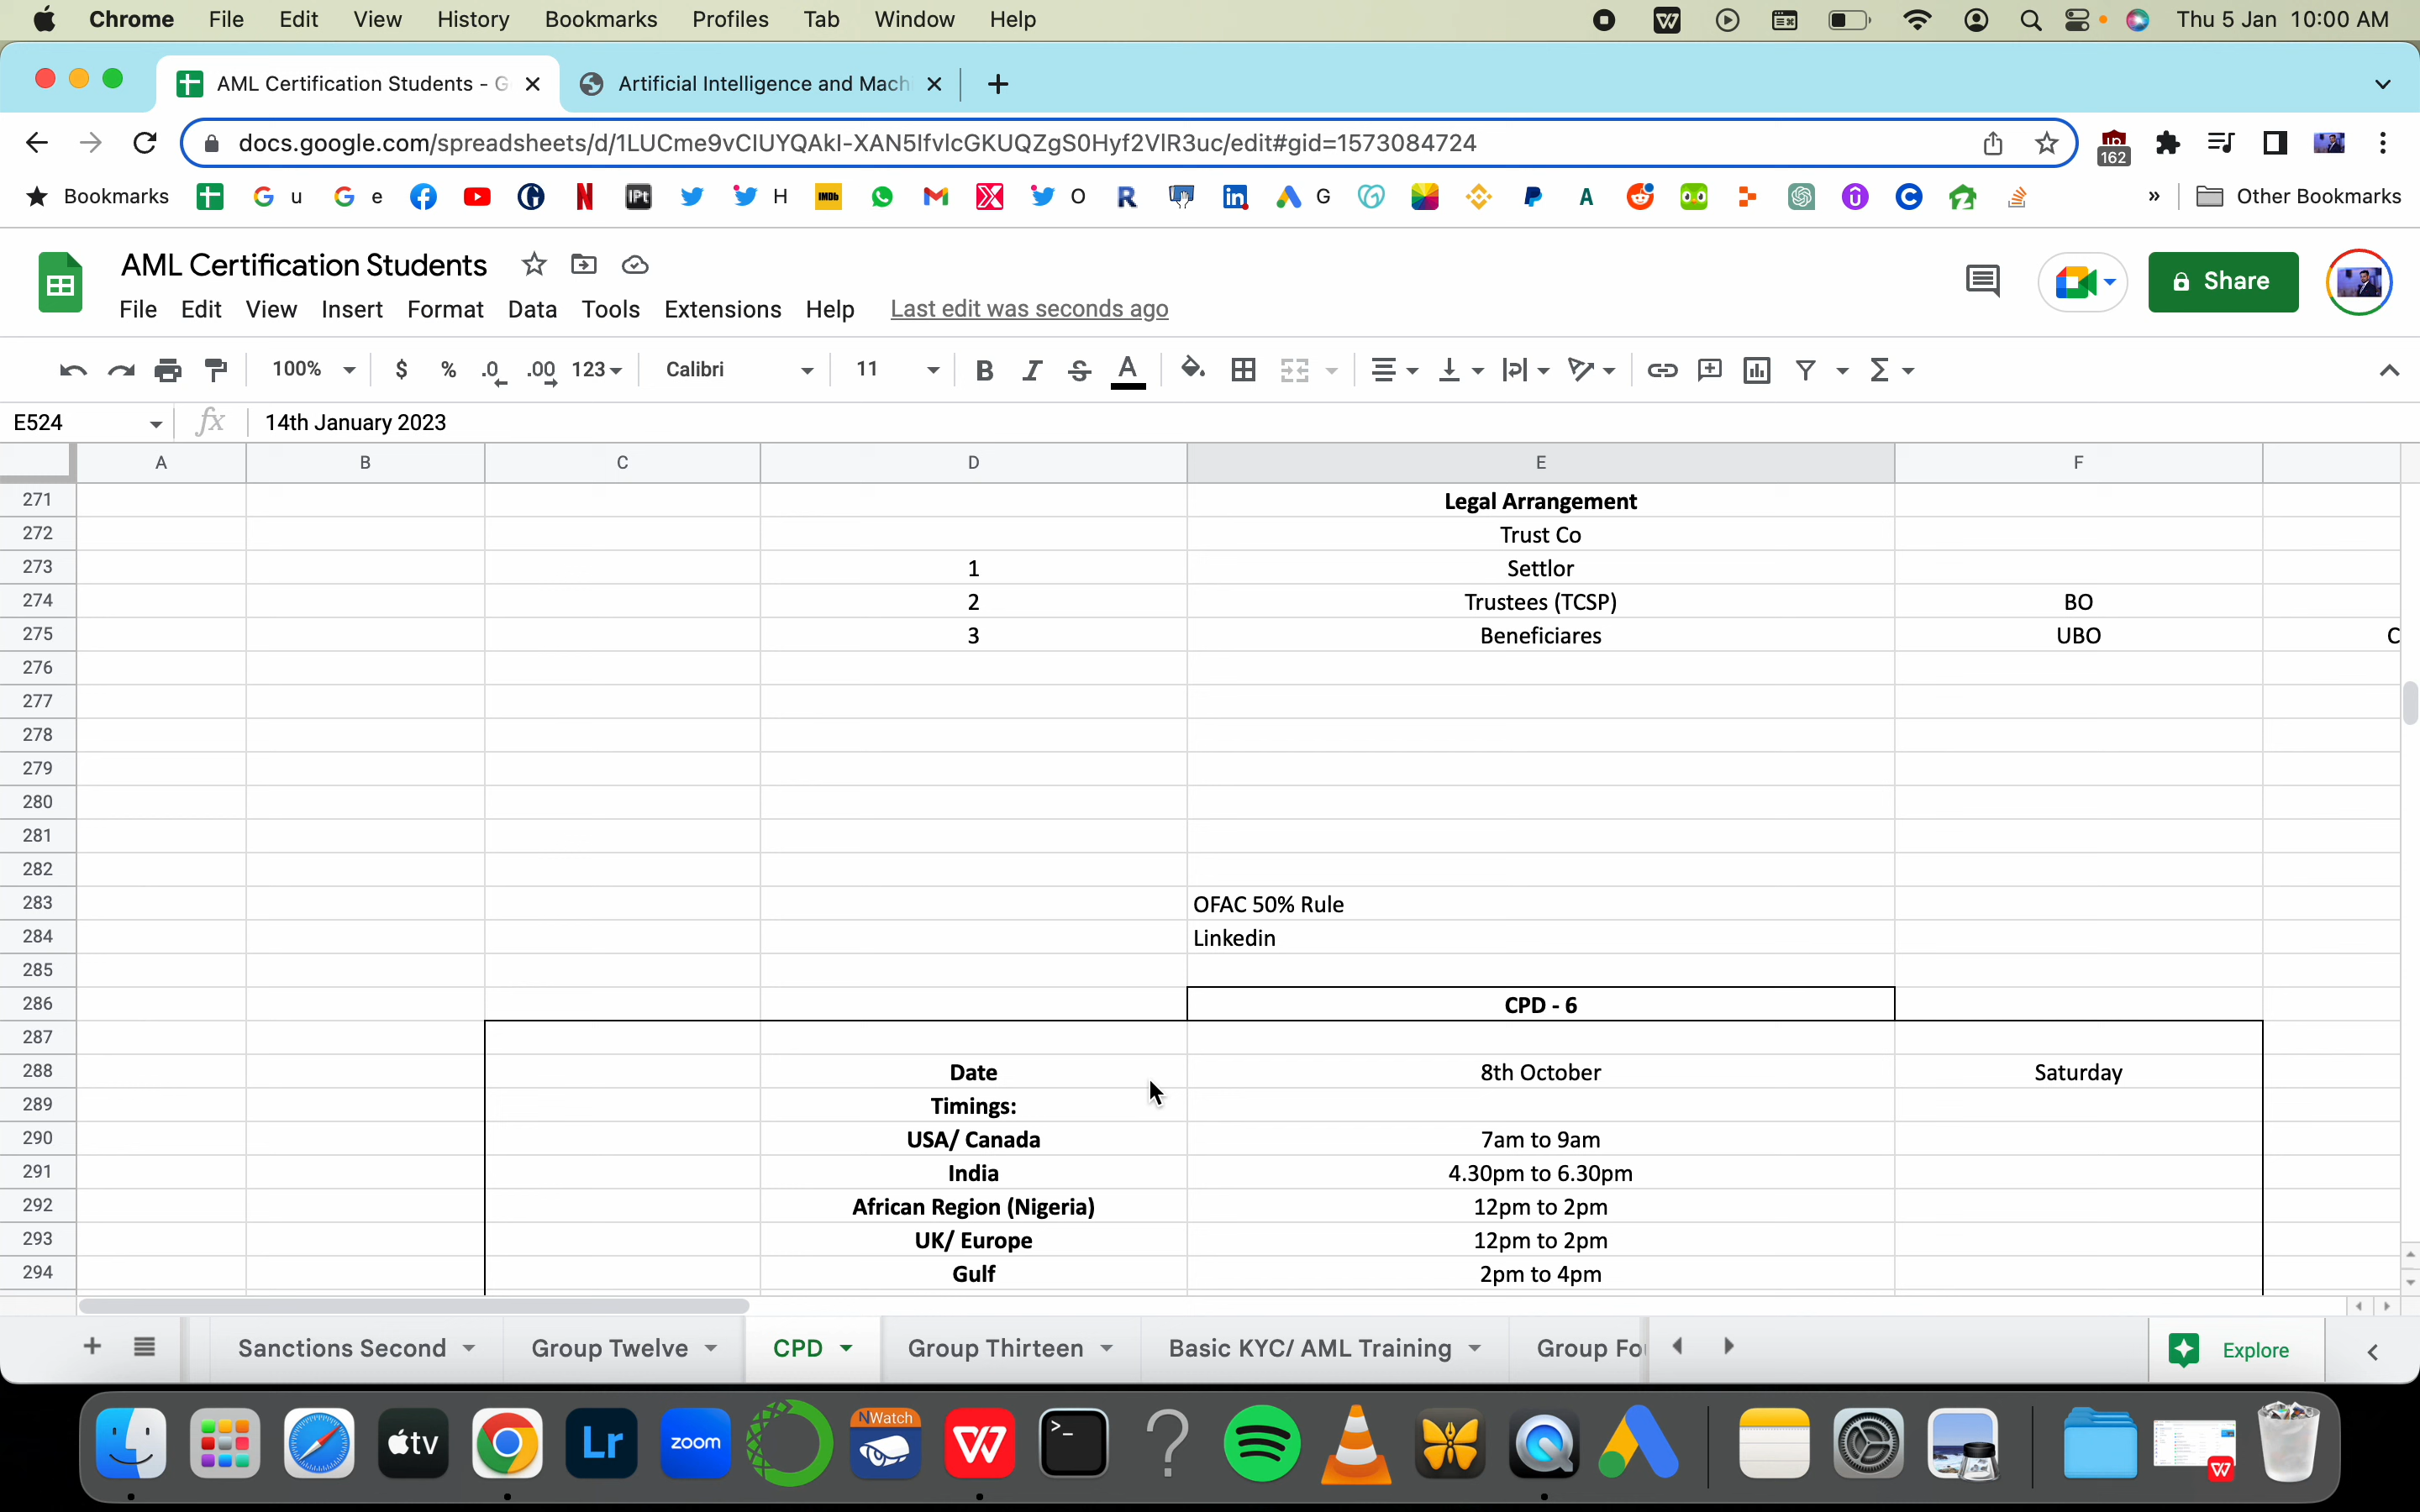 Chrome File Edit View History Bookmarks Profiles Tab Window Help Thu 5 Jan 10:00 AM
AML Certification Students - G Artificial Intelligence and Mach
docs.google.com/spreadsheets/d/1LUCme9vCIUYQAkI-XAN5IfvlcGKUQZgS0Hyf2VlR3uc/edit#gid=1573084724
162
Bookmarks u e H O G Other Bookmarks
AML Certification Students
Share
File Edit View Insert Format Data Tools Extensions Help Last edit was seconds ago
100% $ % .0 .00 123 Calibri 11 B I S A
E524 fx 14th January 2023
A B C D E F
271 Legal Arrangement
272 Trust Co
273 1 Settlor
274 2 Trustees (TCSP) BO
275 3 Beneficiares UBO C
276
277
278
279
280
281
282
283 OFAC 50% Rule
284 Linkedin
285
286 CPD - 6
287
288 Date 8th October Saturday
289 Timings:
290 USA/ Canada 7am to 9am
291 India 4.30pm to 6.30pm
292 African Region (Nigeria) 12pm to 2pm
293 UK/ Europe 12pm to 2pm
294 Gulf 2pm to 4pm
Sanctions Second Group Twelve CPD Group Thirteen Basic KYC/ AML Training Group Fo Explore
tv Lr zoom NWatch